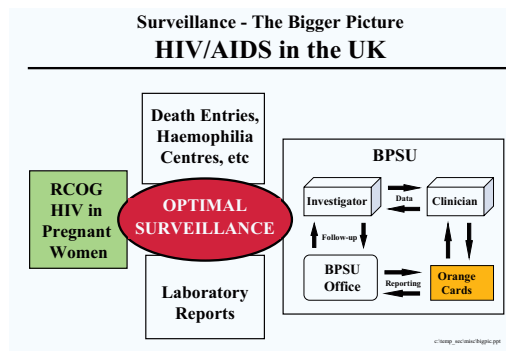 Surveillance - The Bigger Picture
HIV/AIDS in the UK
Death Entries,
Haemophilia
Centres, etc
RCOG
HIV in
Pregnant
Women
OPTIMAL
SURVEILLANCE
Laboratory
Reports
BPSU
Investigator
Data
Clinician
Follow-up
BPSU
Office
Reporting
Orange
Cards
c:\temp_sec\misc\bigpic.ppt